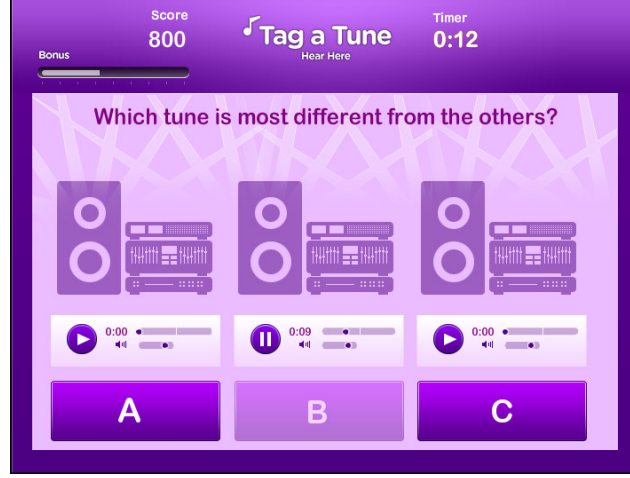 Score
800
Bonus
Tag a Tune
Hear Here
Timer
0:12
Which tune is most different from the others?
0:00
0:09
0:00
A
B
C